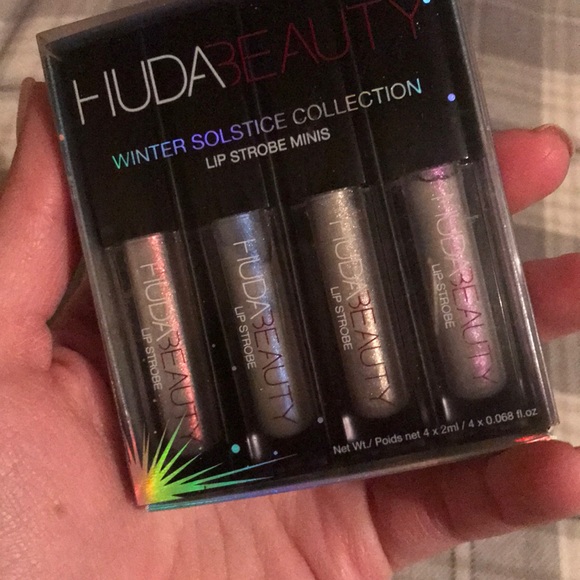 HUDABEAUTY
WINTER SOLSTICE COLLECTION
LIP STROBE MINIS
HUDABEAUTY
LIP STROBE
HUDABEAUTY
LIP STROBE
HUDABEAUTY
LIP STROBE
HUDABEAUTY
LIP STROBE
Net Wt./ Poids net 4 x 2ml / 4 x 0.068 fl.oz